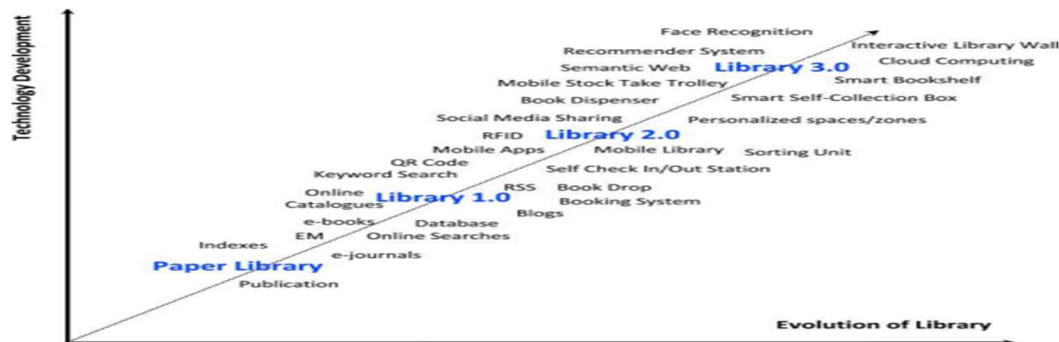 Technology Development
Face Recognition
Interactive Library Wall
Recommender System
Cloud Computing
Semantic Web
Library 3.0
Mobile Stock Take Trolley
Smart Bookshelf
Book Dispenser
Smart Self-Collection Box
Social Media Sharing
Personalized spaces/zones
RFID
Library 2.0
Mobile Apps
Mobile Library
Sorting Unit
QR Code
Self Check In/Out Station
Keyword Search
Online
Catalogues
Library 1.0
RSS
Book Drop
Booking System
Blogs
e-books
Database
EM
Online Searches
Indexes
e-journals
Paper Library
Publication
Evolution of Library